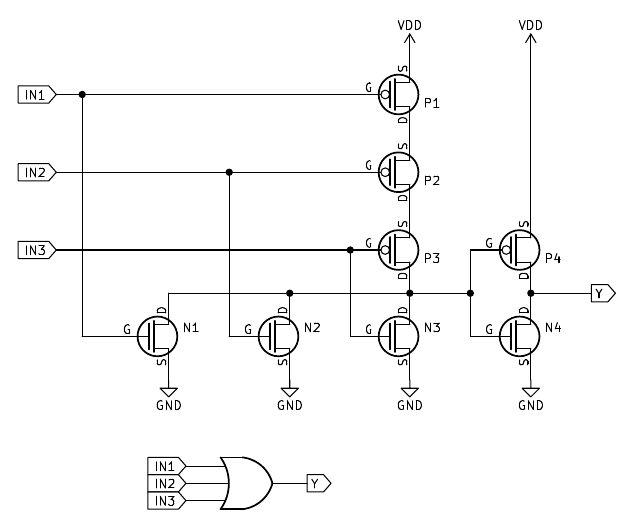 VDD VDD
S
IN1 G P1
D
S
IN2 G P2
D
S S
IN3 G P3 G P4
D D
Y
D D D D
G N1 G N2 G N3 G N4
S S S S
GND GND GND GND
IN1
IN2 Y
IN3